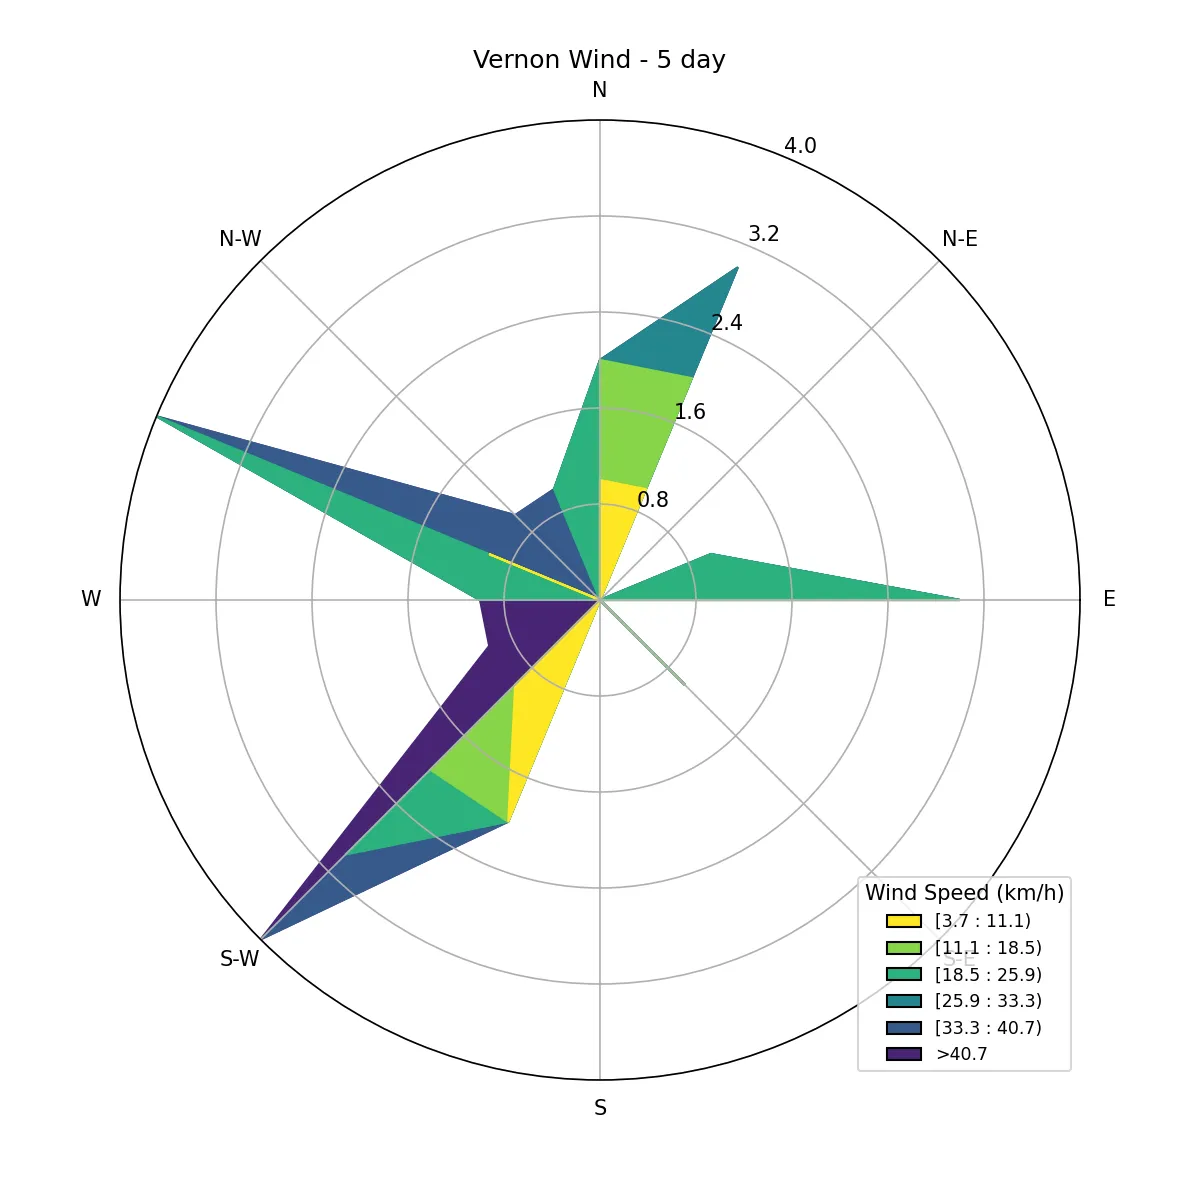 Vernon Wind - 5 day
N
4.0
N-W
3.2
N-E
2.4
1.6
0.8
W
E
S-W
S-E
S
Wind Speed (km/h)
[3.7 : 11.1)
[11.1 : 18.5)
[18.5 : 25.9)
[25.9 : 33.3)
[33.3 : 40.7)
>40.7